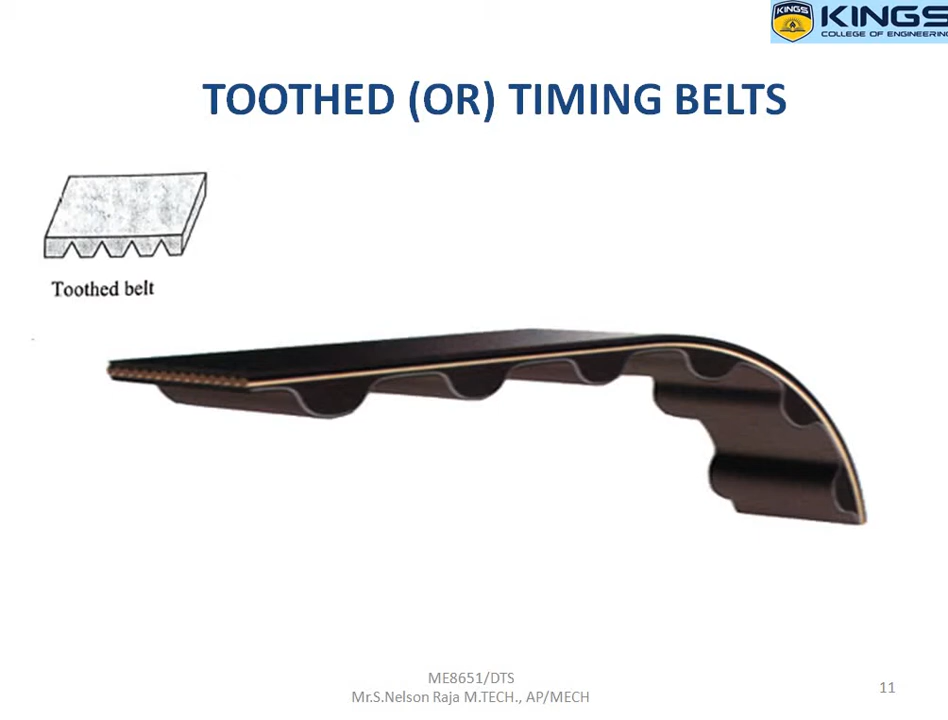 KINGS
KINGS
COLLEGE OF ENGINEERING
TOOTHED (OR) TIMING BELTS
Toothed belt
ME8651/DTS
Mr.S.Nelson Raja M.TECH., AP/MECH
11